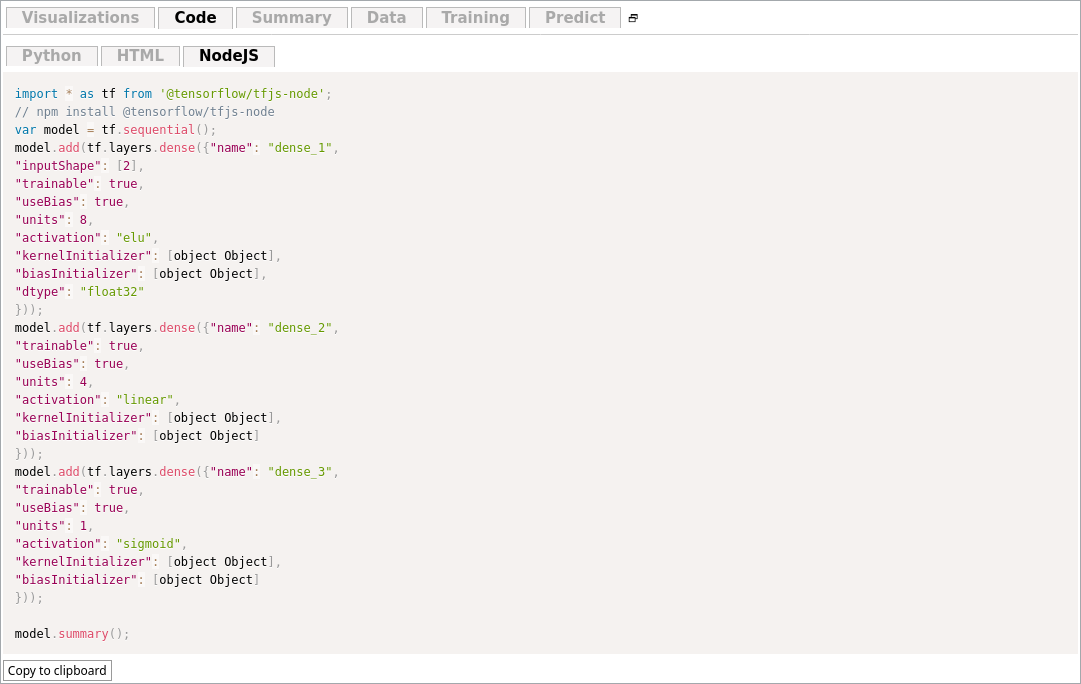 Visualizations Code Summary Data Training Predict
Python HTML NodeJS
import * as tf from '@tensorflow/tfjs-node';
// npm install @tensorflow/tfjs-node
var model = tf.sequential();
model.add(tf.layers.dense({"name": "dense_1",
"inputShape": [2],
"trainable": true,
"useBias": true,
"units": 8,
"activation": "elu",
"kernelInitializer": [object Object],
"biasInitializer": [object Object],
"dtype": "float32"
}));
model.add(tf.layers.dense({"name": "dense_2",
"trainable": true,
"useBias": true,
"units": 4,
"activation": "linear",
"kernelInitializer": [object Object],
"biasInitializer": [object Object]
}));
model.add(tf.layers.dense({"name": "dense_3",
"trainable": true,
"useBias": true,
"units": 1,
"activation": "sigmoid",
"kernelInitializer": [object Object],
"biasInitializer": [object Object]
}));
model.summary();
Copy to clipboard